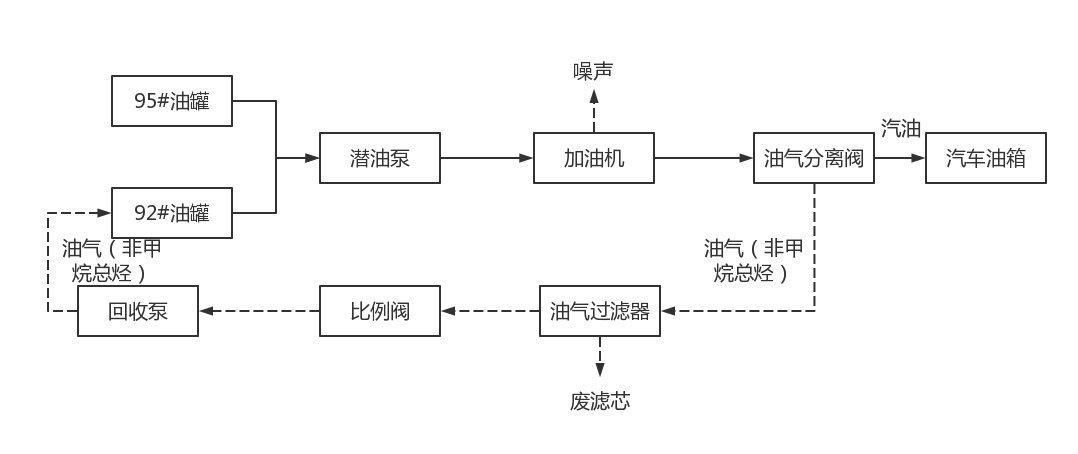 噪声
95#油罐
汽油
潜油泵
加油机
油气分离阀
汽车油箱
92#油罐
油气（非甲
烷总烃）
油气（非甲
烷总烃）
回收泵
比例阀
油气过滤器
废滤芯